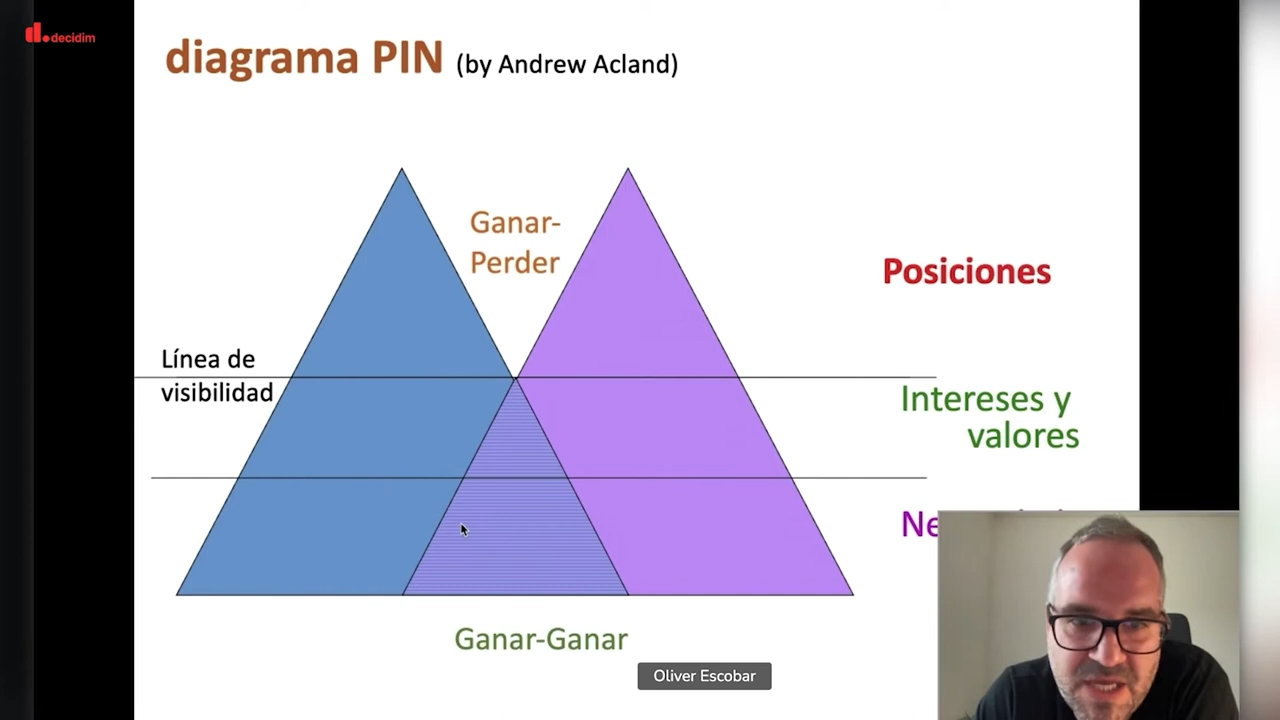 decidim
diagrama PIN (by Andrew Acland)
Ganar-
Perder
Posiciones
Línea de
visibilidad
Intereses y
valores
Ganar-Ganar
Oliver Escobar